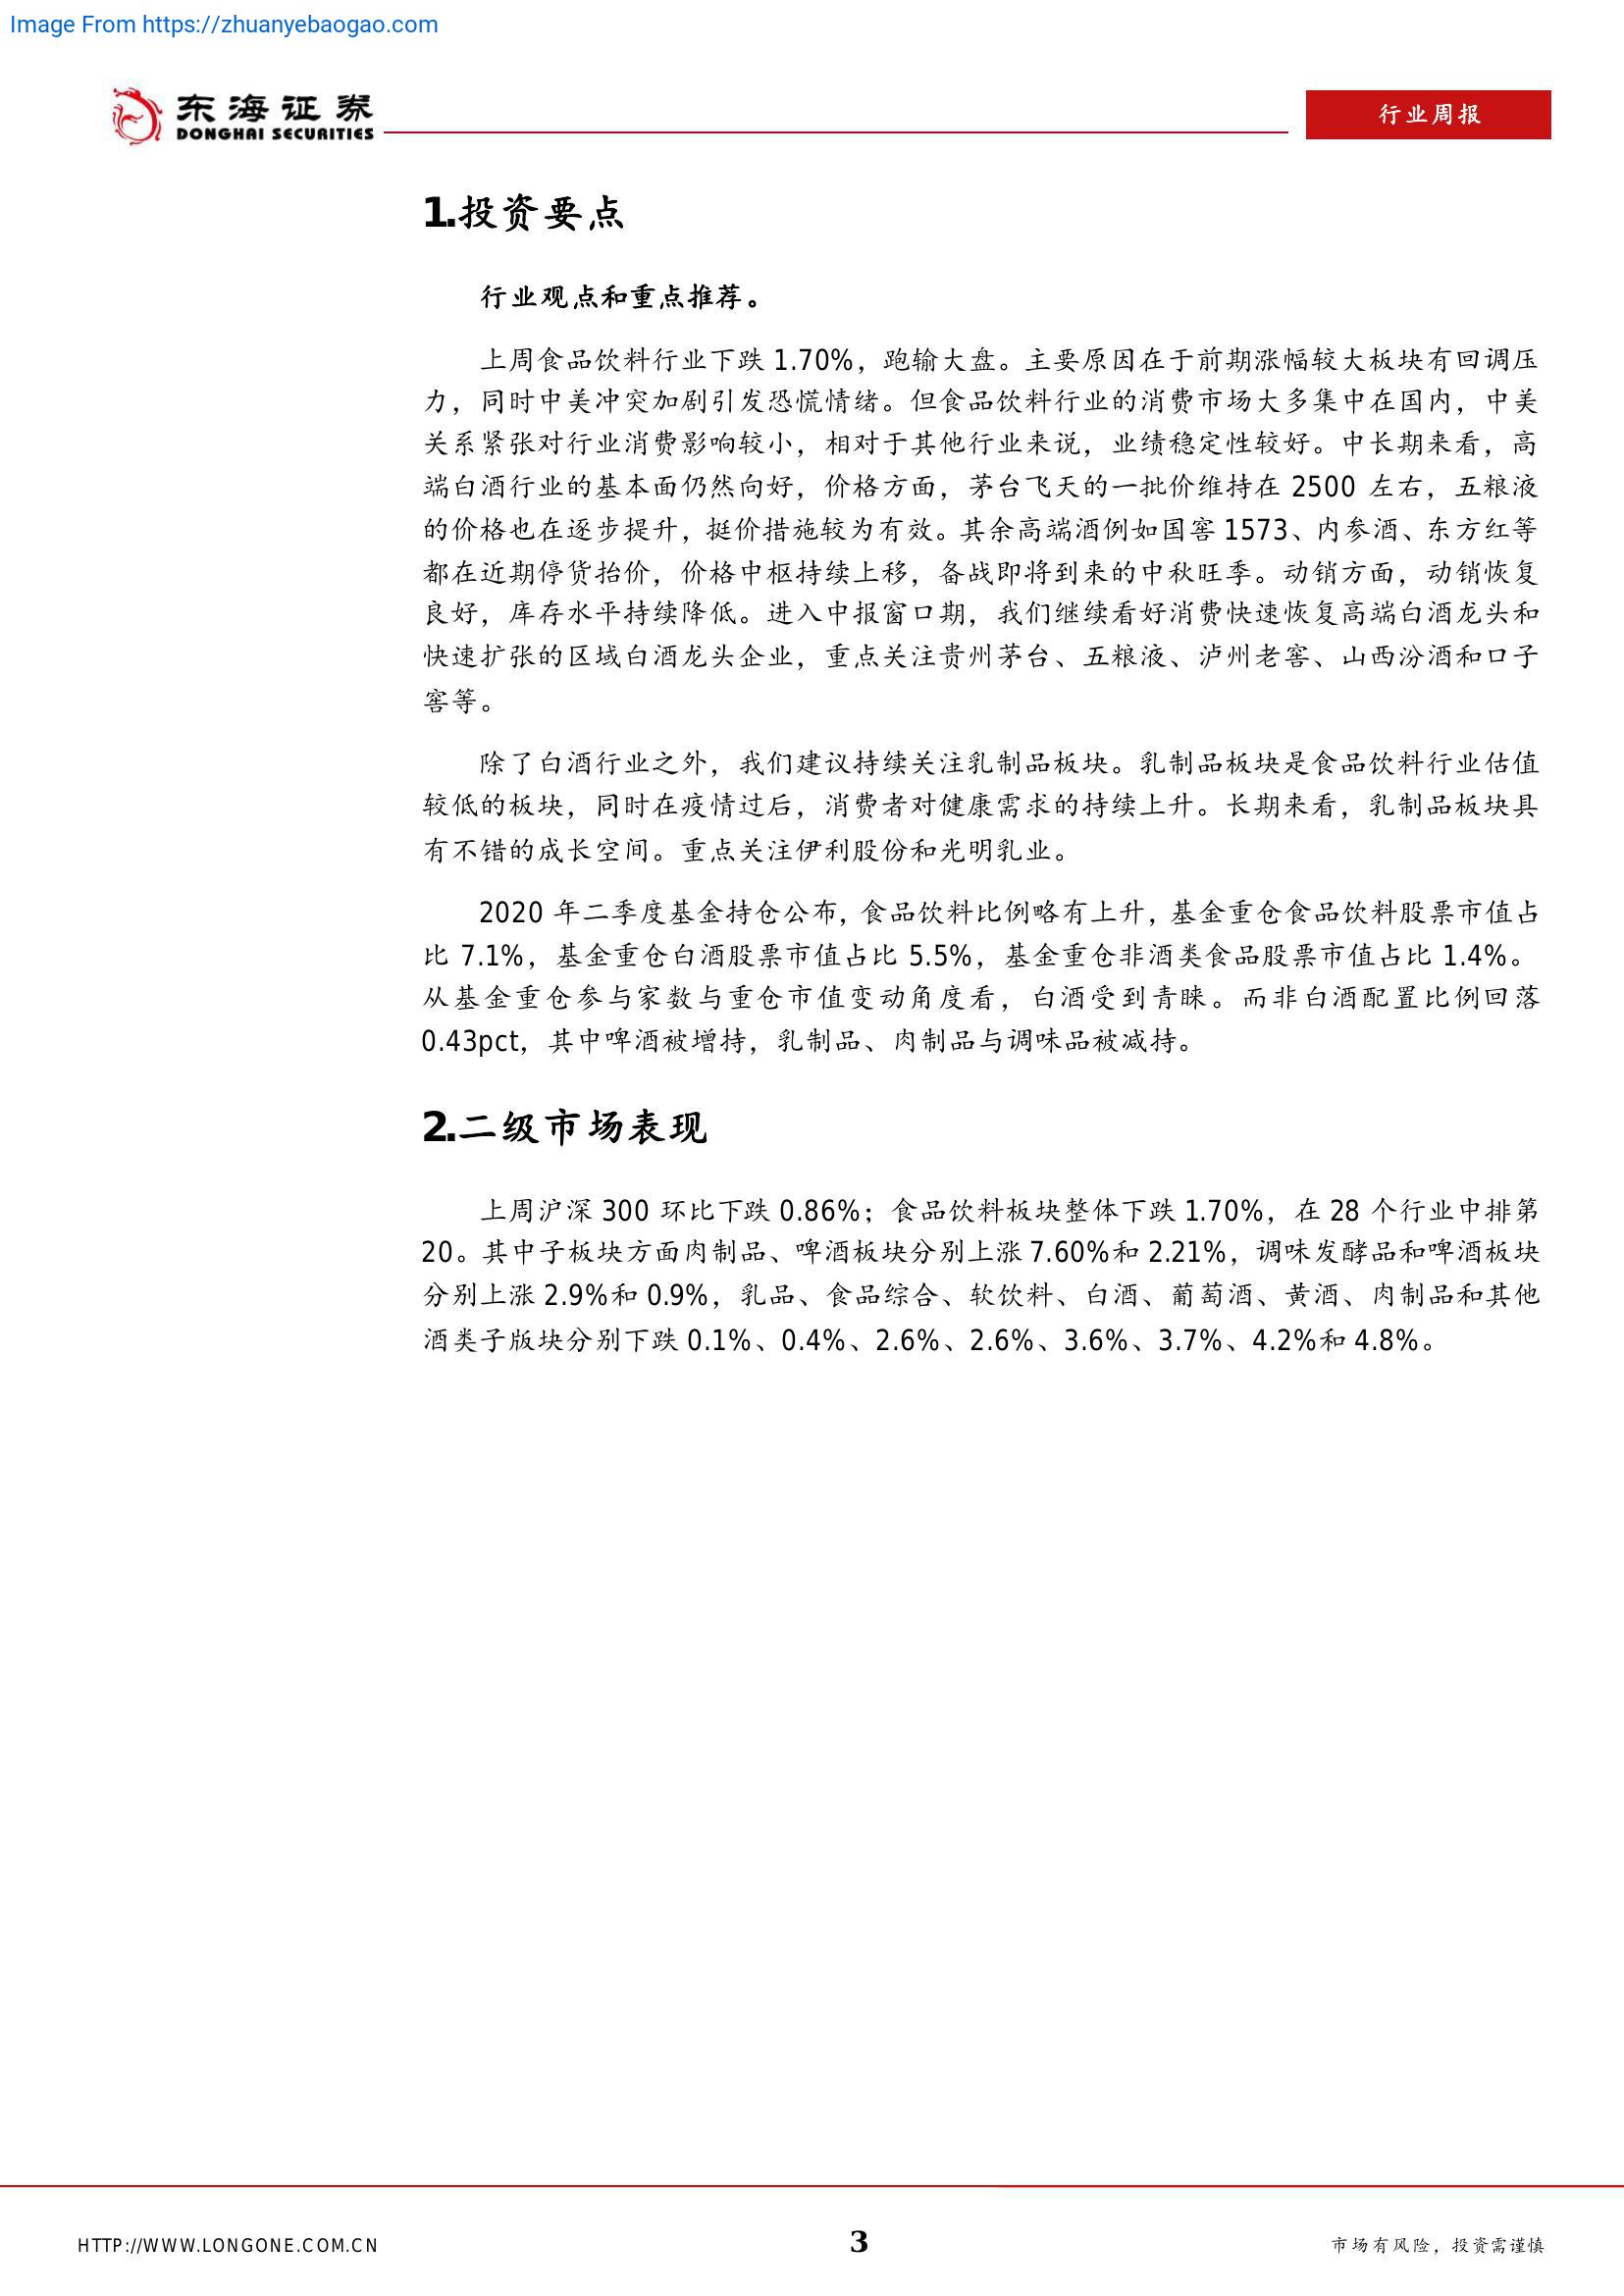 Image From https://zhuanyebaogao.com
东海证券
DONGHAI SECURITIES
行业周报
1.投资要点
行业观点和重点推荐。
上周食品饮料行业下跌 1.70%，跑输大盘。主要原因在于前期涨幅较大板块有回调压
力，同时中美冲突加剧引发恐慌情绪。但食品饮料行业的消费市场大多集中在国内，中美
关系紧张对行业消费影响较小，相对于其他行业来说，业绩稳定性较好。中长期来看，高
端白酒行业的基本面仍然向好，价格方面，茅台飞天的一批价维持在 2500 左右，五粮液
的价格也在逐步提升，挺价措施较为有效。其余高端酒例如国窖 1573、内参酒、东方红等
都在近期停货抬价，价格中枢持续上移，备战即将到来的中秋旺季。动销方面，动销恢复
良好，库存水平持续降低。进入中报窗口期，我们继续看好消费快速恢复高端白酒龙头和
快速扩张的区域白酒龙头企业，重点关注贵州茅台、五粮液、泸州老窖、山西汾酒和口子
窖等。
除了白酒行业之外，我们建议持续关注乳制品板块。乳制品板块是食品饮料行业估值
较低的板块，同时在疫情过后，消费者对健康需求的持续上升。长期来看，乳制品板块具
有不错的成长空间。重点关注伊利股份和光明乳业。
2020 年二季度基金持仓公布，食品饮料比例略有上升，基金重仓食品饮料股票市值占
比 7.1%，基金重仓白酒股票市值占比 5.5%，基金重仓非酒类食品股票市值占比 1.4%。
从基金重仓参与家数与重仓市值变动角度看，白酒受到青睐。而非白酒配置比例回落
0.43pct，其中啤酒被增持，乳制品、肉制品与调味品被减持。
2.二级市场表现
上周沪深 300 环比下跌 0.86%；食品饮料板块整体下跌 1.70%，在 28 个行业中排第
20。其中子板块方面肉制品、啤酒板块分别上涨 7.60%和 2.21%，调味发酵品和啤酒板块
分别上涨 2.9%和 0.9%，乳品、食品综合、软饮料、白酒、葡萄酒、黄酒、肉制品和其他
酒类子版块分别下跌 0.1%、0.4%、2.6%、2.6%、3.6%、3.7%、4.2%和 4.8%。
HTTP://WWW.LONGONE.COM.CN
3
市场有风险，投资需谨慎